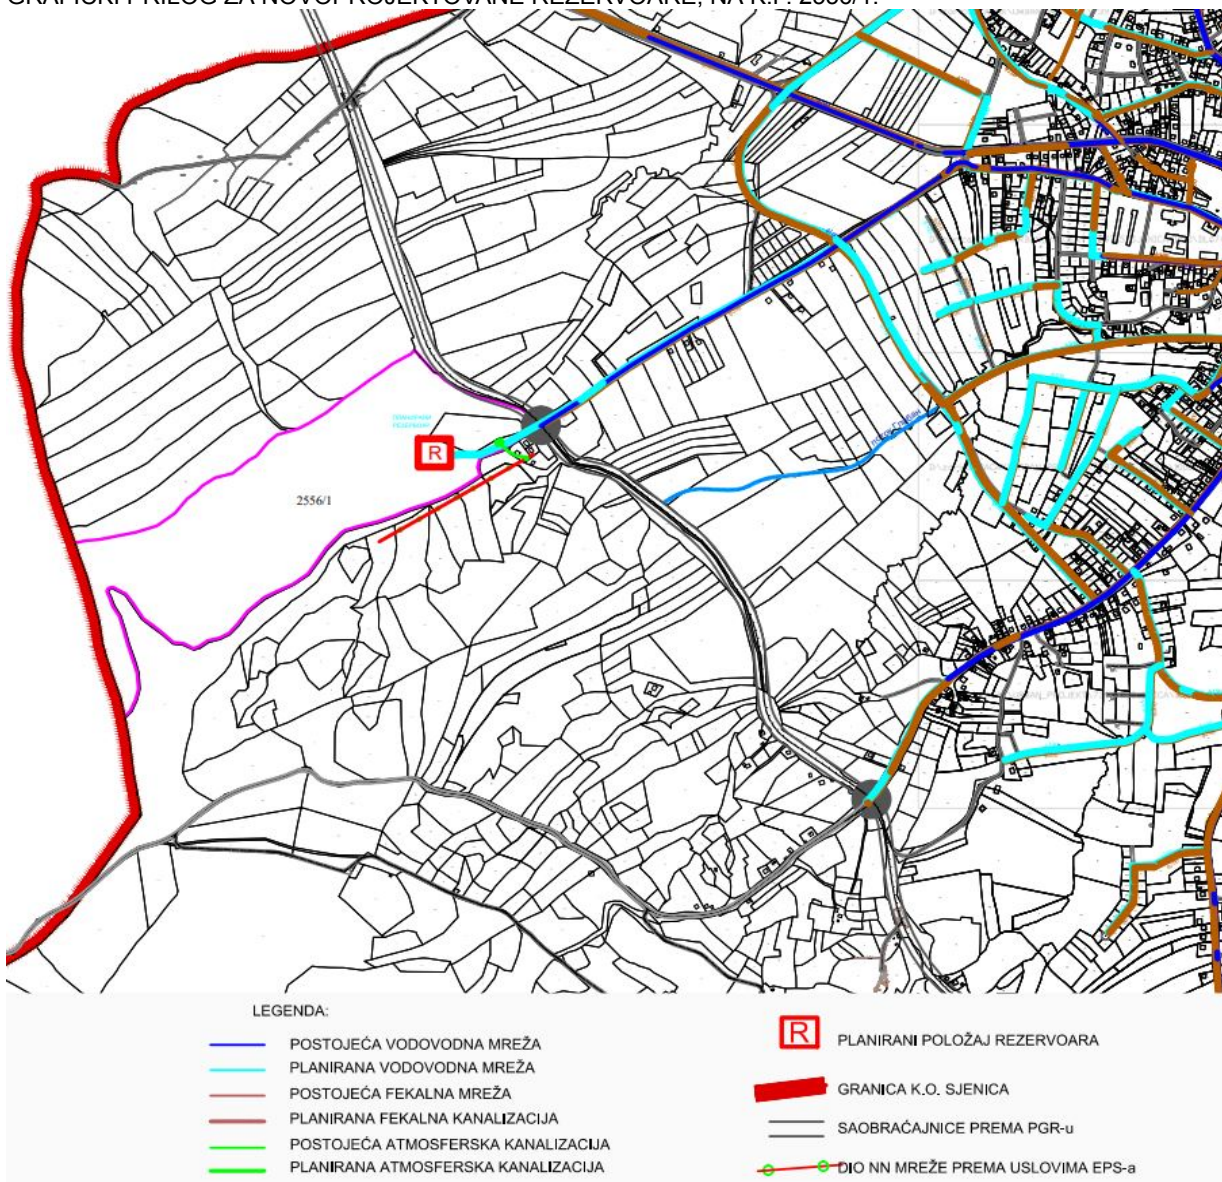 GRAFIČKI PRILOG ZA NOVOPROJEKTOVANE REZERVOARE, NA K.P. 2556/1.
R
2556/1
LEGENDA:
POSTOJEĆA VODOVODNA MREŽA
PLANIRANA VODOVODNA MREŽA
POSTOJEĆA FEKALNA MREŽA
PLANIRANA FEKALNA KANALIZACIJA
POSTOJEĆA ATMOSFERSKA KANALIZACIJA
PLANIRANA ATMOSFERSKA KANALIZACIJA
R PLANIRANI POLOŽAJ REZERVOARA
GRANICA K.O. SJENICA
SAOBRAĆAJNICE PREMA PGR-u
DIO NN MREŽE PREMA USLOVIMA EPS-a